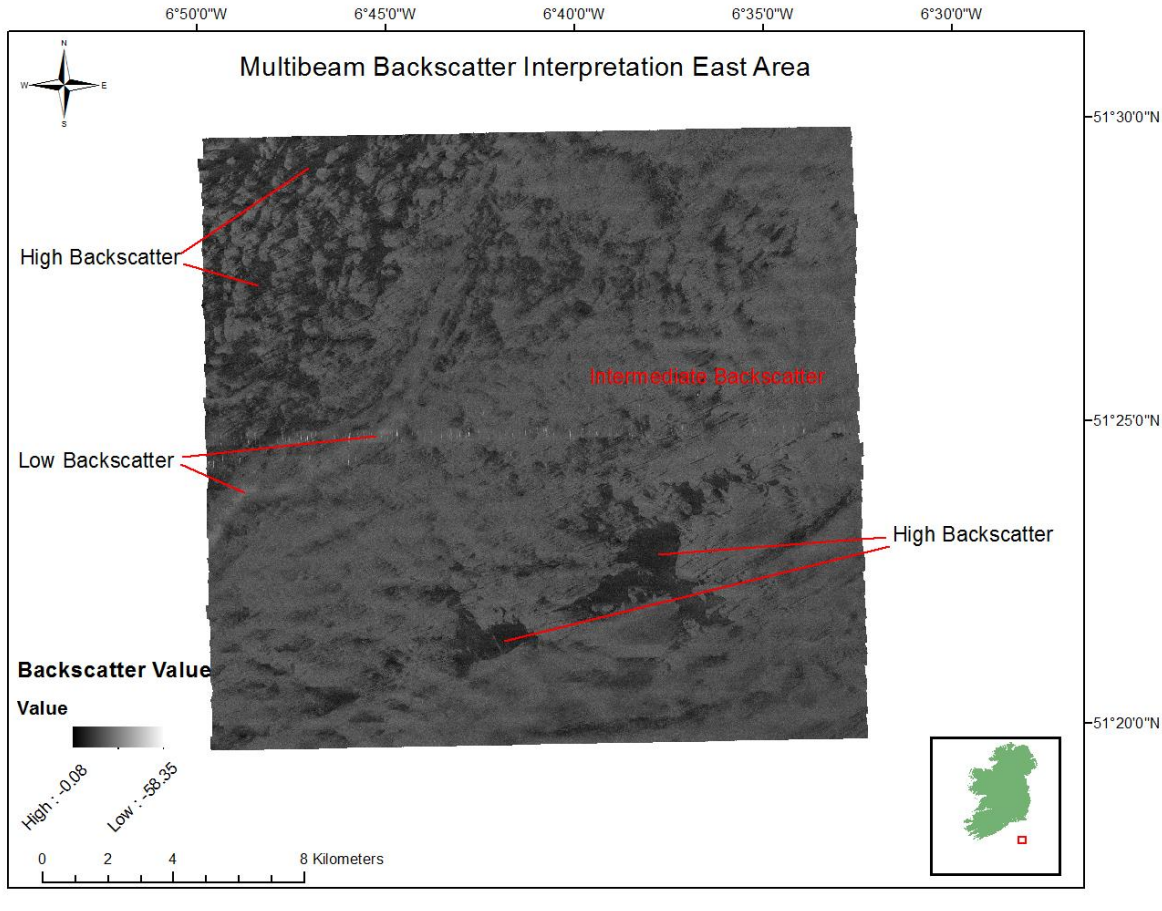 6°50'0"W 6°45'0"W 6°40'0"W 6°35'0"W 6°30'0"W
N
W E
S
Multibeam Backscatter Interpretation East Area
51°30'0"N
High Backscatter
Intermediate Backscatter
51°25'0"N
Low Backscatter
High Backscatter
Backscatter Value
Value
51°20'0"N
High : -0.08 Low : -58.35
0 2 4 8 Kilometers